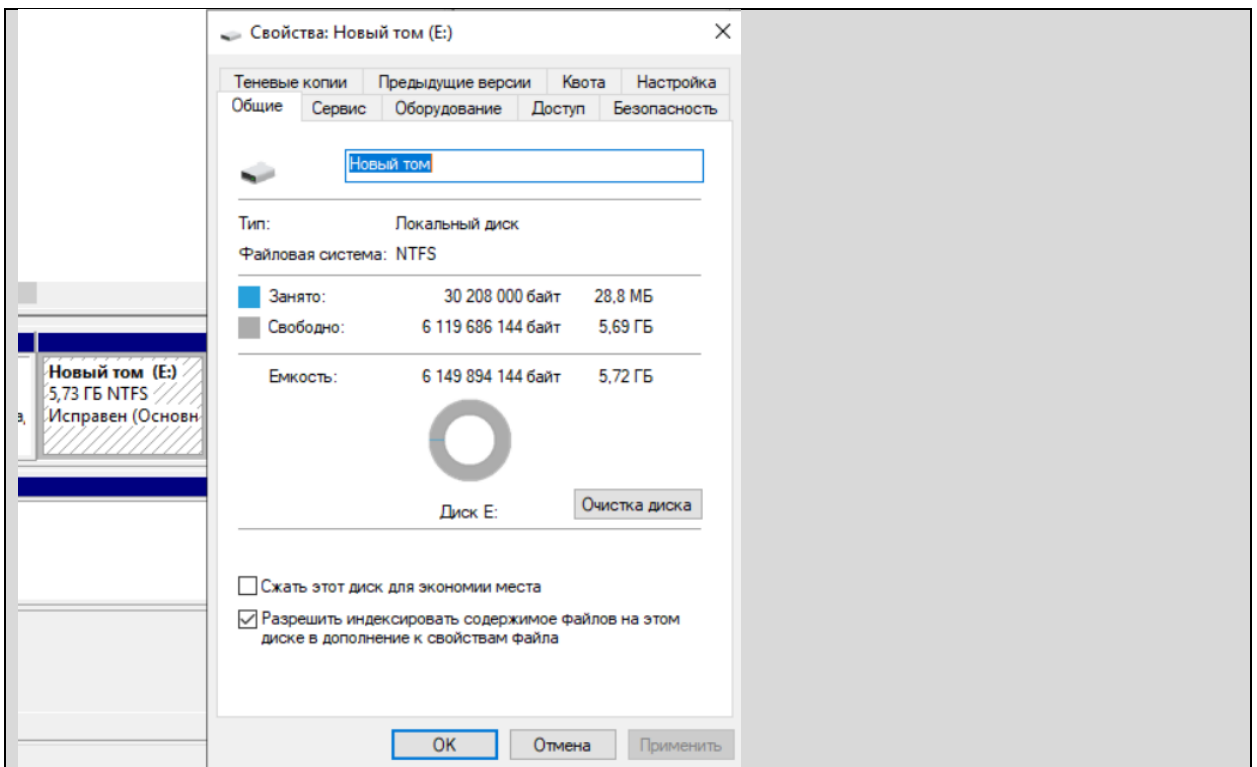 Свойства: Новый том (E:)
Теневые копии Предыдущие версии Квота Настройка
Общие Сервис Оборудование Доступ Безопасность
Новый том
Тип: Локальный диск
Файловая система: NTFS
Занято: 30 208 000 байт 28,8 МБ
Свободно: 6 119 686 144 байт 5,69 ГБ
Емкость: 6 149 894 144 байт 5,72 ГБ
Диск E: Очистка диска
Сжать этот диск для экономии места
Разрешить индексировать содержимое файлов на этом
диске в дополнение к свойствам файла
OK Отмена Применить
Новый том (E:)
5,73 ГБ NTFS
а, Исправен (Основн